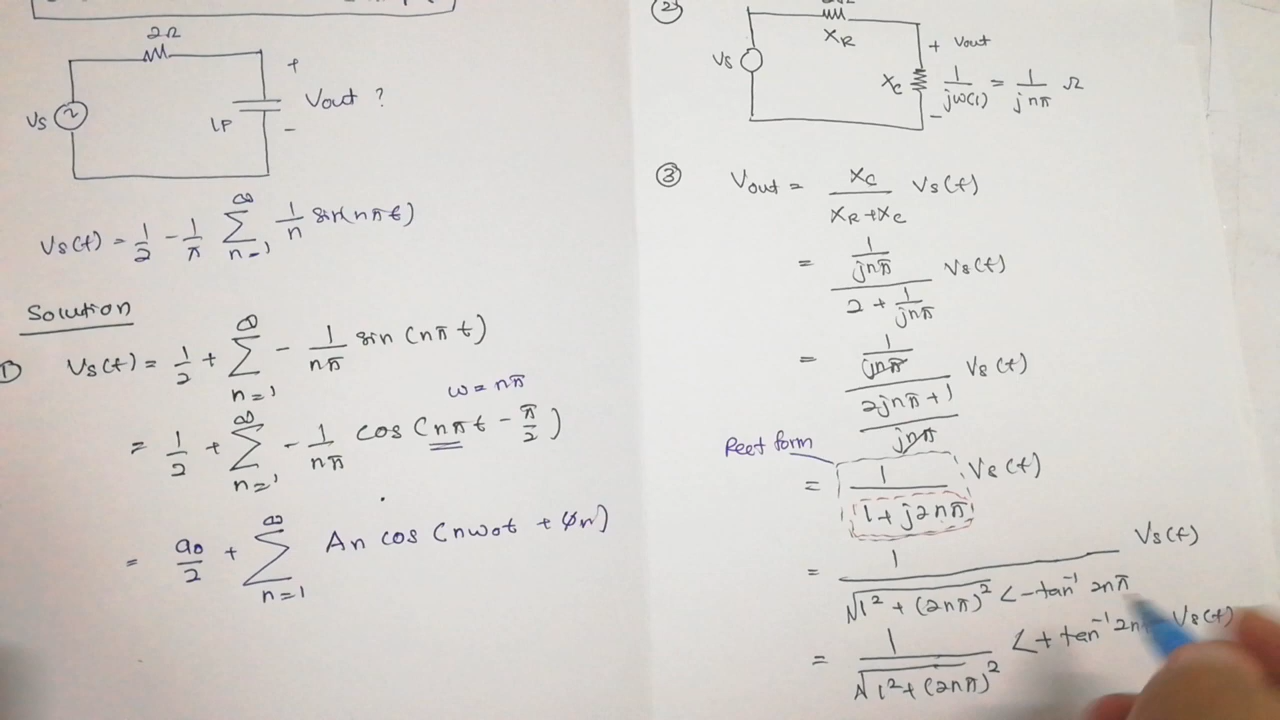 2Ω
Vs
1F
+
Vout ?
−
Vs(t) = 1/2 − 1/π ∑ n=1 ∞ 1/n sin(nπt)
Solution
① Vs(t) = 1/2 + ∑ n=1 ∞ − 1/nπ sin(nπt)
ω = nπ
= 1/2 + ∑ n=1 ∞ − 1/nπ cos(nπt − π/2)
= a0/2 + ∑ n=1 ∞ An cos(nω0t + φn)
②
XR
Vs
+ Vout
XC 1/jω(1) = 1/jnπ Ω
−
③ Vout = XC/(XR+XC) Vs(t)
= (1/jnπ)/(2 + 1/jnπ) Vs(t)
= (1/jnπ)/((2jnπ+1)/jnπ) Vs(t)
Rect form
= 1/(1 + j2nπ) Vs(t)
= 1/(√(1² + (2nπ)²) ∠−tan⁻¹ 2nπ) Vs(t)
= 1/√(1² + (2nπ)²) ∠+tan⁻¹ Vs(t)